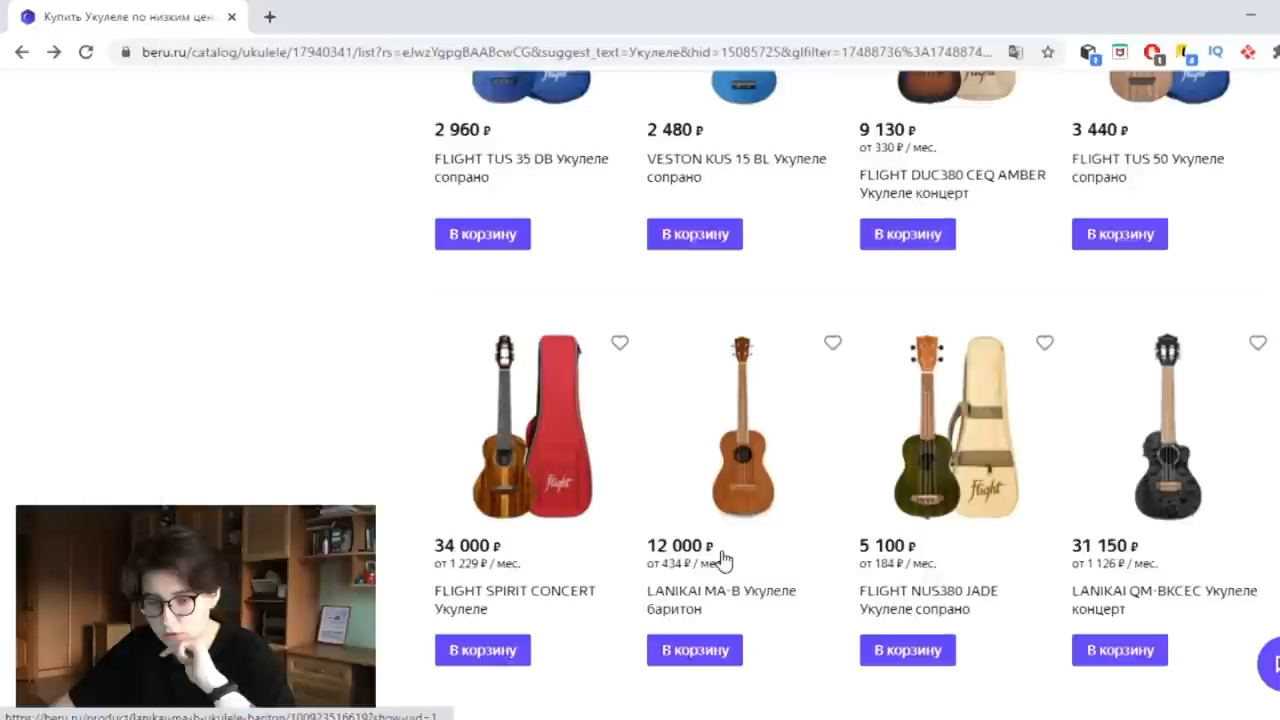 Купить Укулеле по низким цен
beru.ru/catalog/ukulele/17940341/list?rs=eJwzYgpgBAABcwCG&suggest_text=Укулеле&hid=15085725&glfilter=17488736%3A1748874...
IQ
2 960 ₽
2 480 ₽
9 130 ₽
3 440 ₽
от 330 ₽ / мес.
FLIGHT TUS 35 DB Укулеле
сопрано
VESTON KUS 15 BL Укулеле
сопрано
FLIGHT DUC380 CEQ AMBER
Укулеле концерт
FLIGHT TUS 50 Укулеле
сопрано
В корзину
В корзину
В корзину
В корзину
Flight
Flight
34 000 ₽
12 000 ₽
5 100 ₽
31 150 ₽
от 1 229 ₽ / мес.
от 434 ₽ / мес
от 184 ₽ / мес.
от 1 126 ₽ / мес.
FLIGHT SPIRIT CONCERT
Укулеле
LANIKAI MA-B Укулеле
баритон
FLIGHT NUS380 JADE
Укулеле сопрано
LANIKAI QM-BKCEC Укулеле
концерт
В корзину
В корзину
В корзину
В корзину